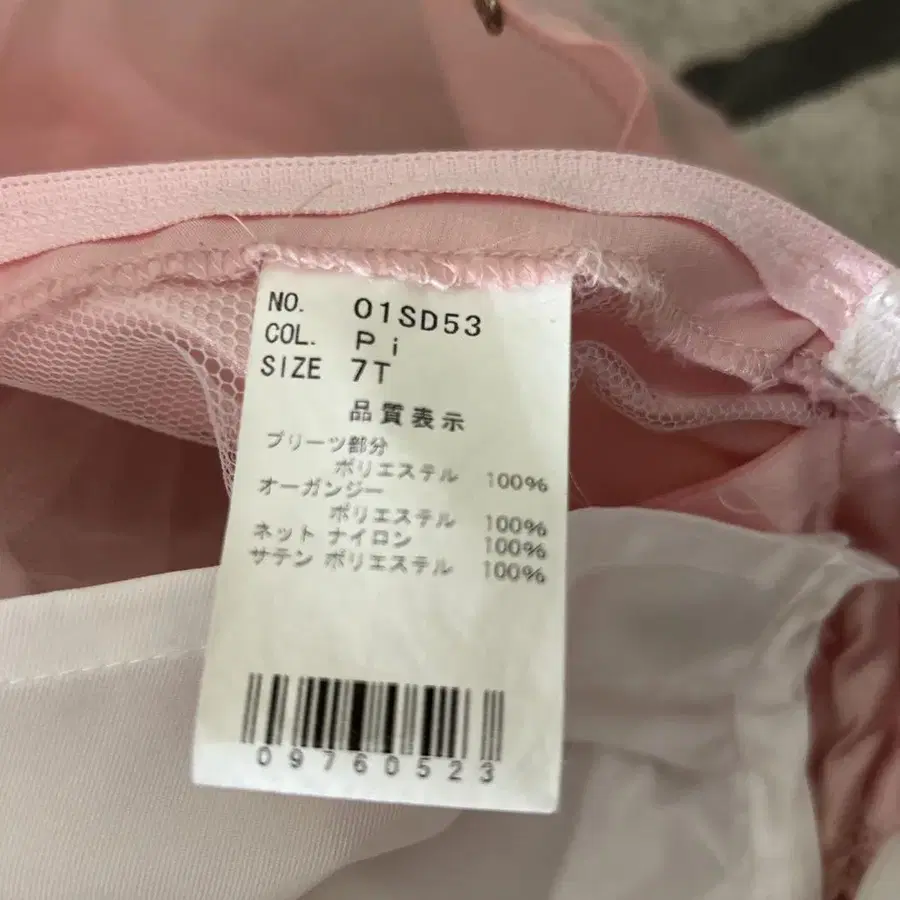 NO. 01SD53
COL. Pi
SIZE 7T
品質表示
プリーツ部分
ポリエステル 100%
オーガンジー
ポリエステル 100%
ネット ナイロン 100%
サテン ポリエステル 100%
09760523